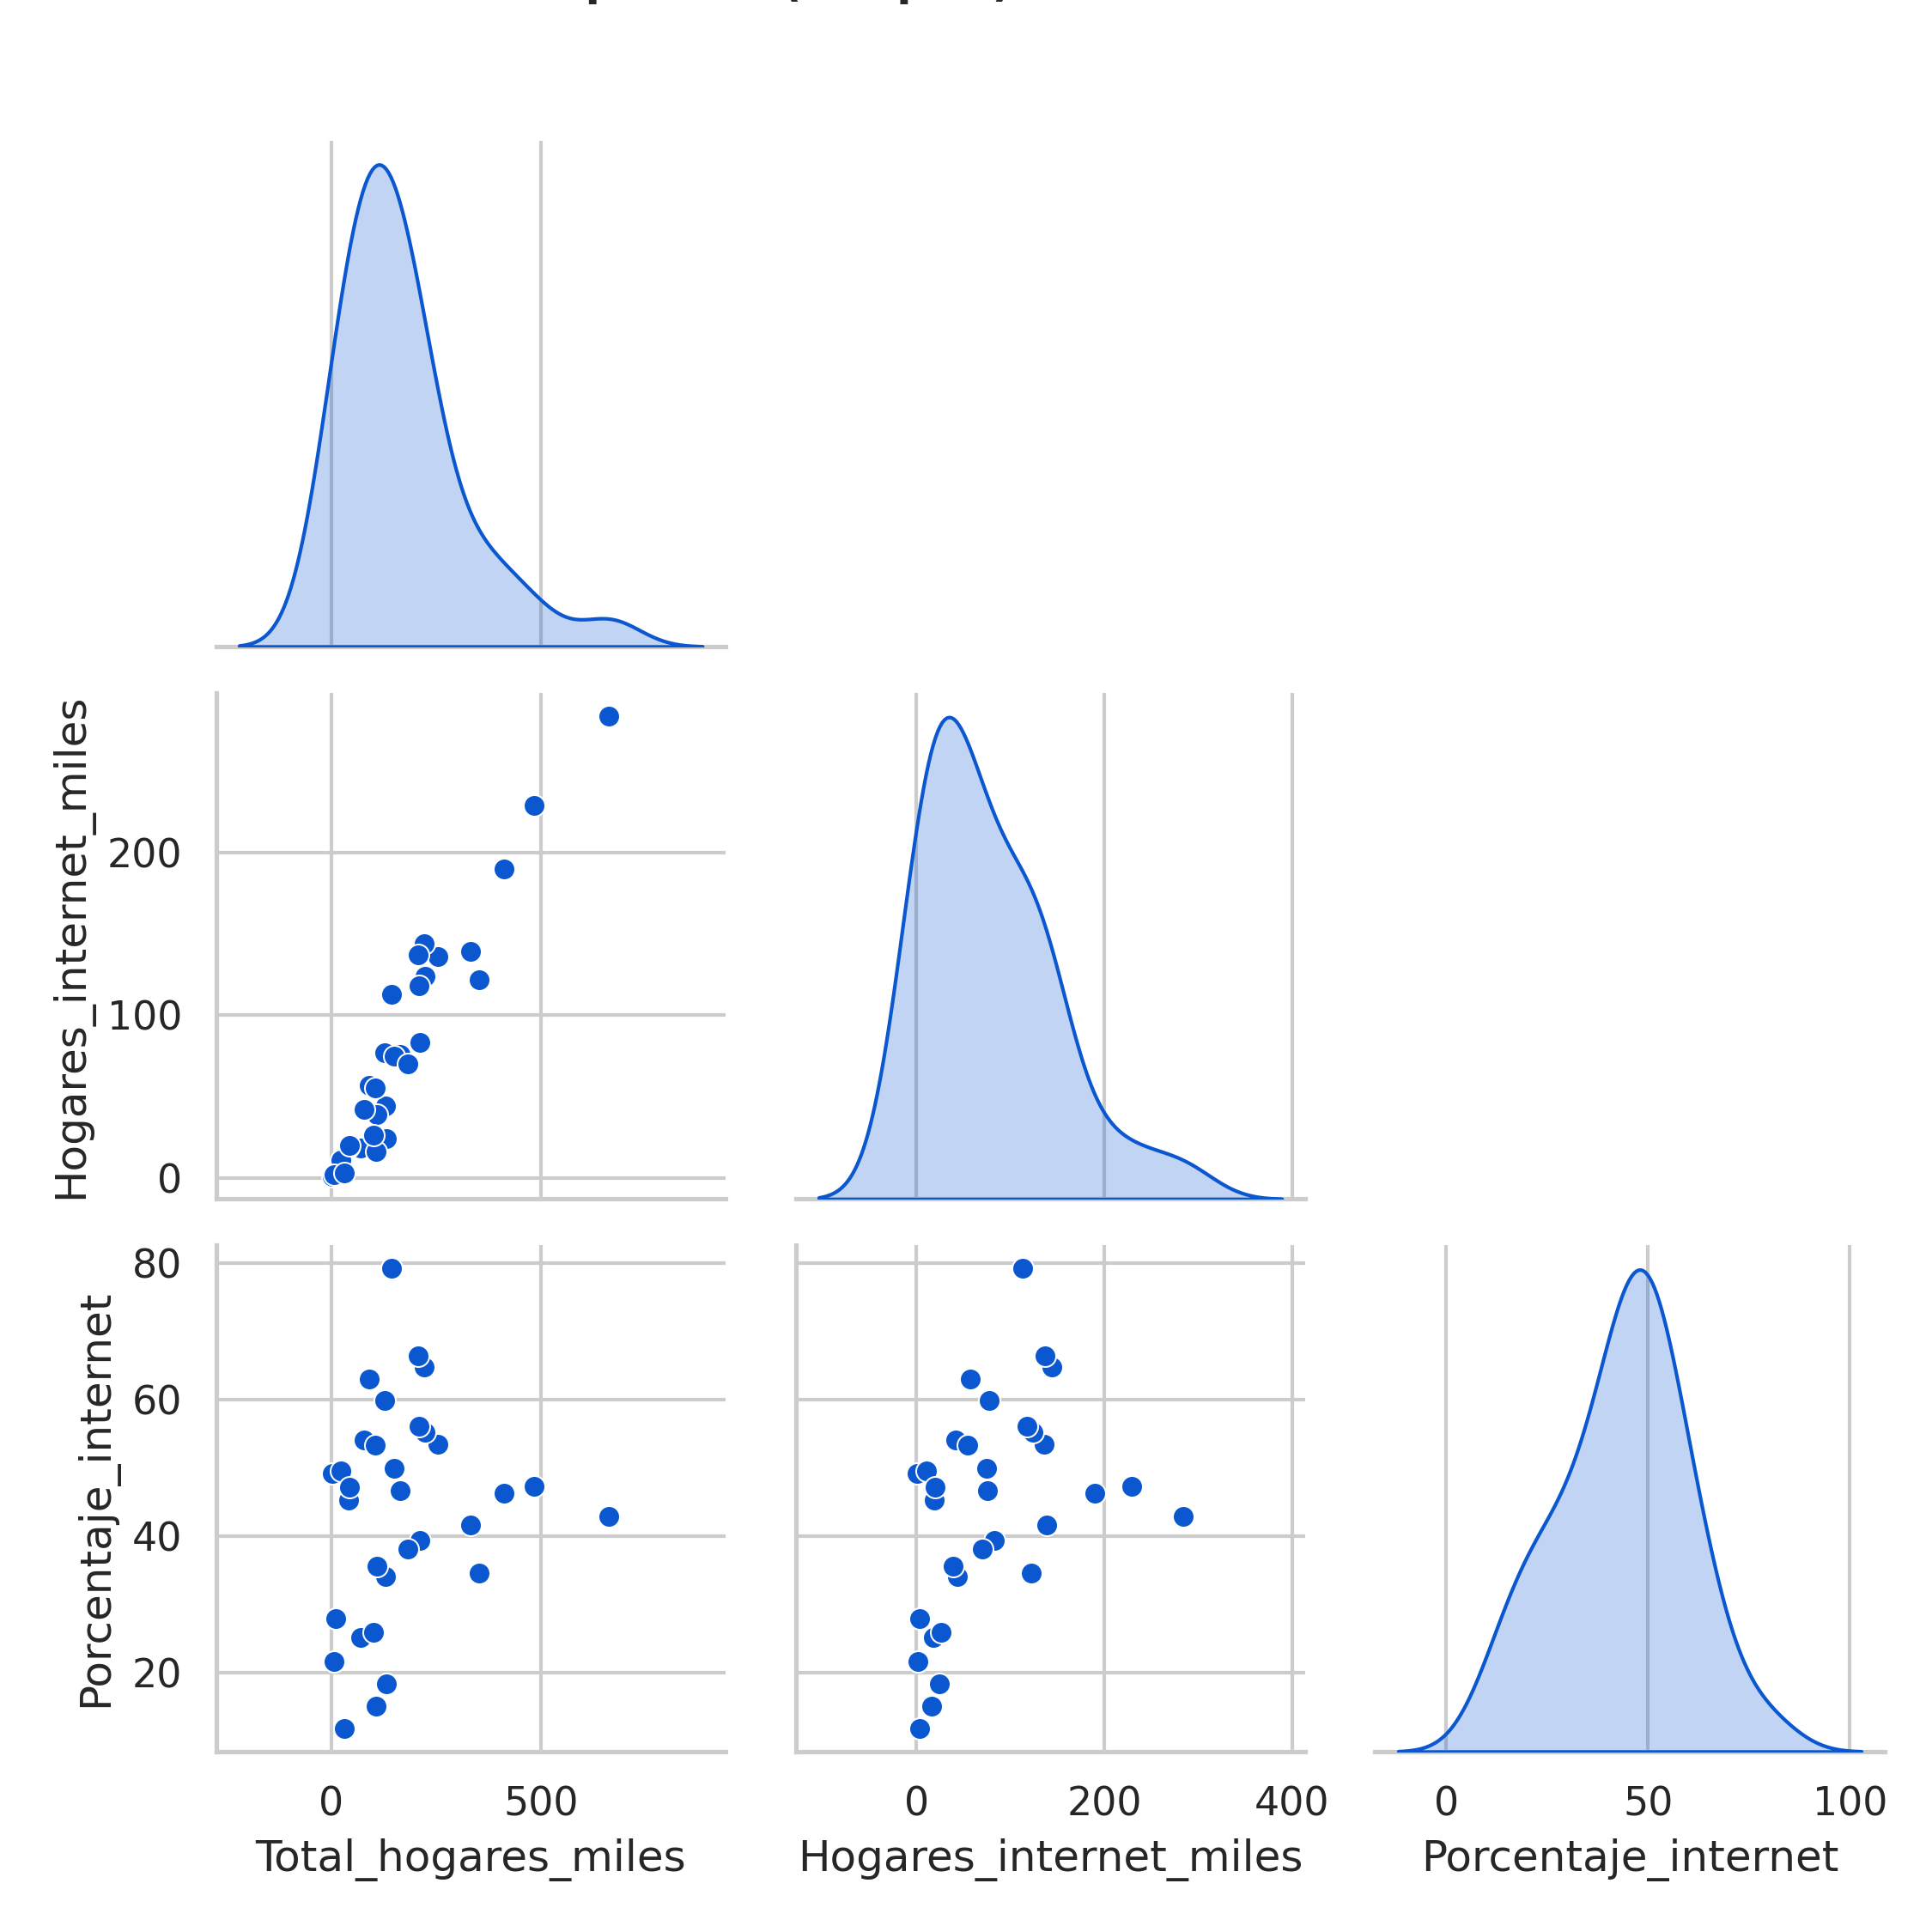 Hogares_internet_miles
200
100
0
Porcentaje_internet
80
60
40
20
0 500
0 200 400
0 50 100
Total_hogares_miles
Hogares_internet_miles
Porcentaje_internet